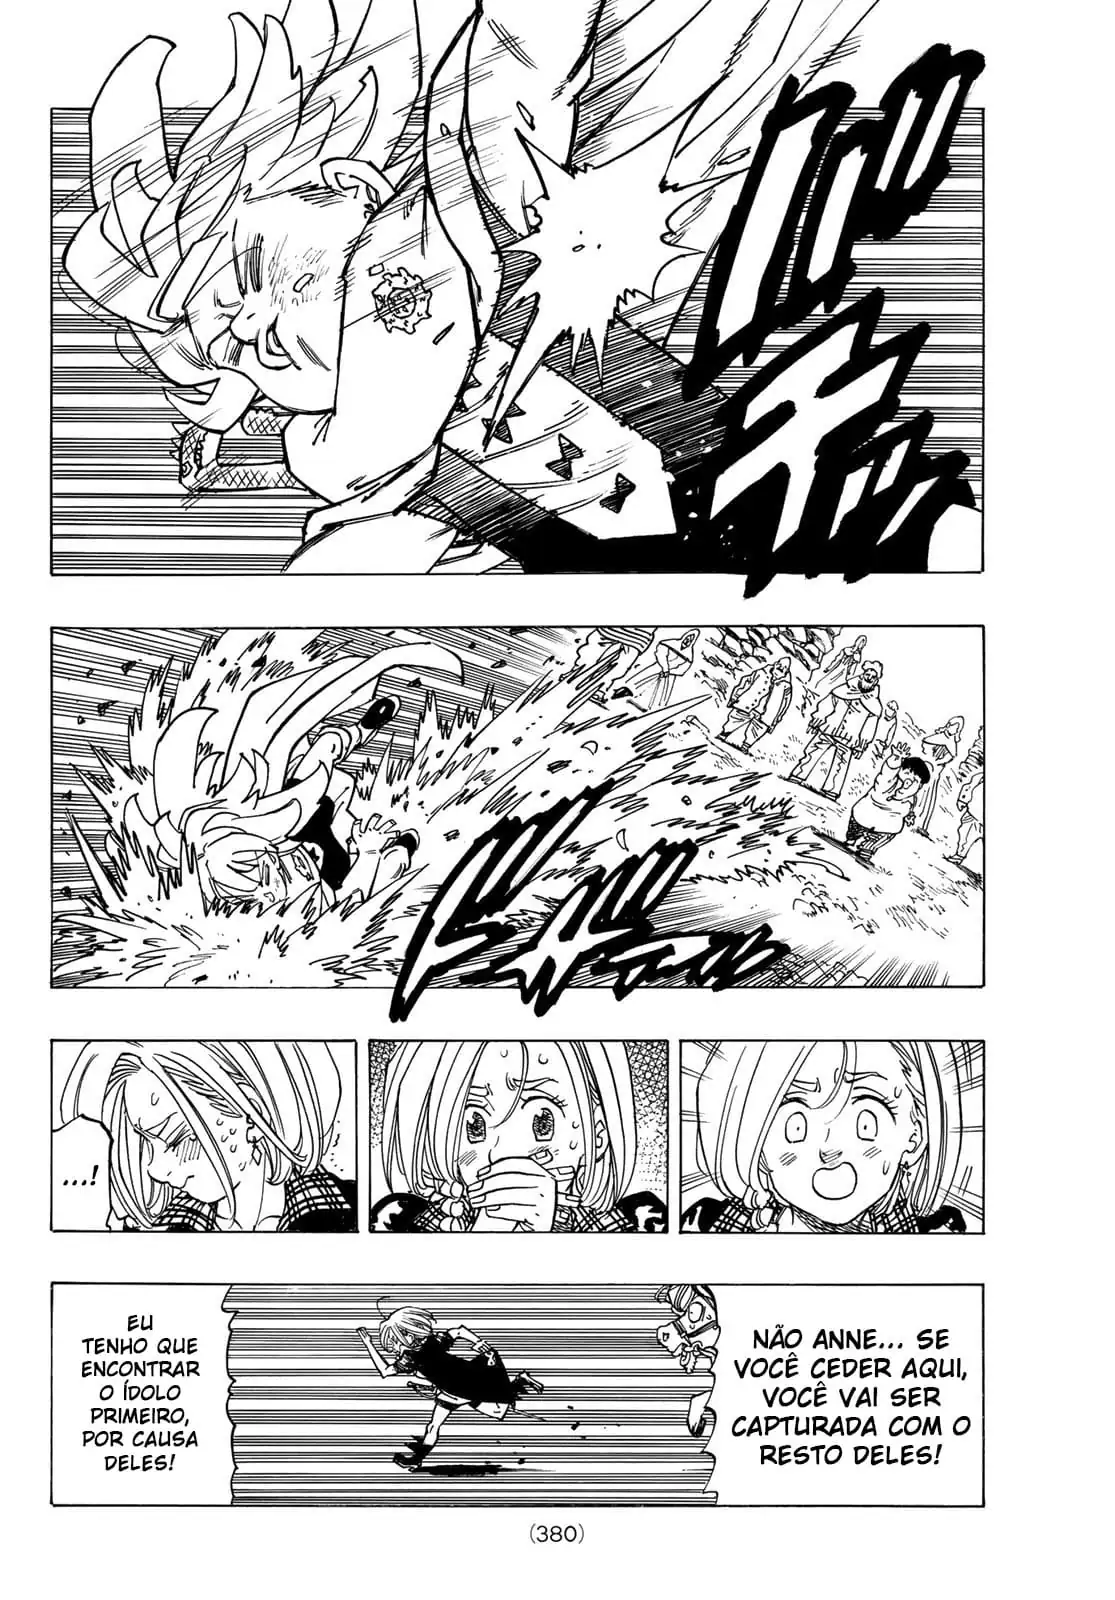 ...!
NÃO ANNE... SE
VOCÊ CEDER AQUI,
VOCÊ VAI SER
CAPTURADA COM O
RESTO DELES!
EU
TENHO QUE
ENCONTRAR
O ÍDOLO
PRIMEIRO,
POR CAUSA
DELES!
(380)